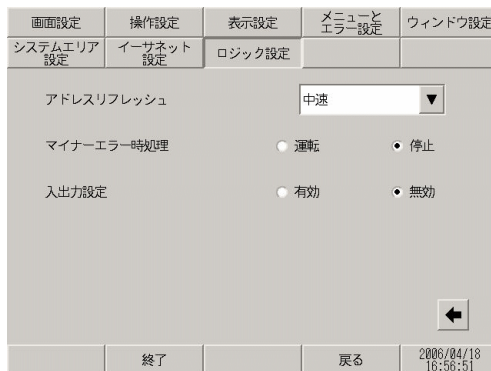 画面設定
操作設定
表示設定
メニューと
エラー設定
ウィンドウ設定
システムエリア
設定
イーサネット
設定
ロジック設定
アドレスリフレッシュ
中速
マイナーエラー時処理
運転
停止
入出力設定
有効
無効
終了
戻る
2006/04/18
16:56:51